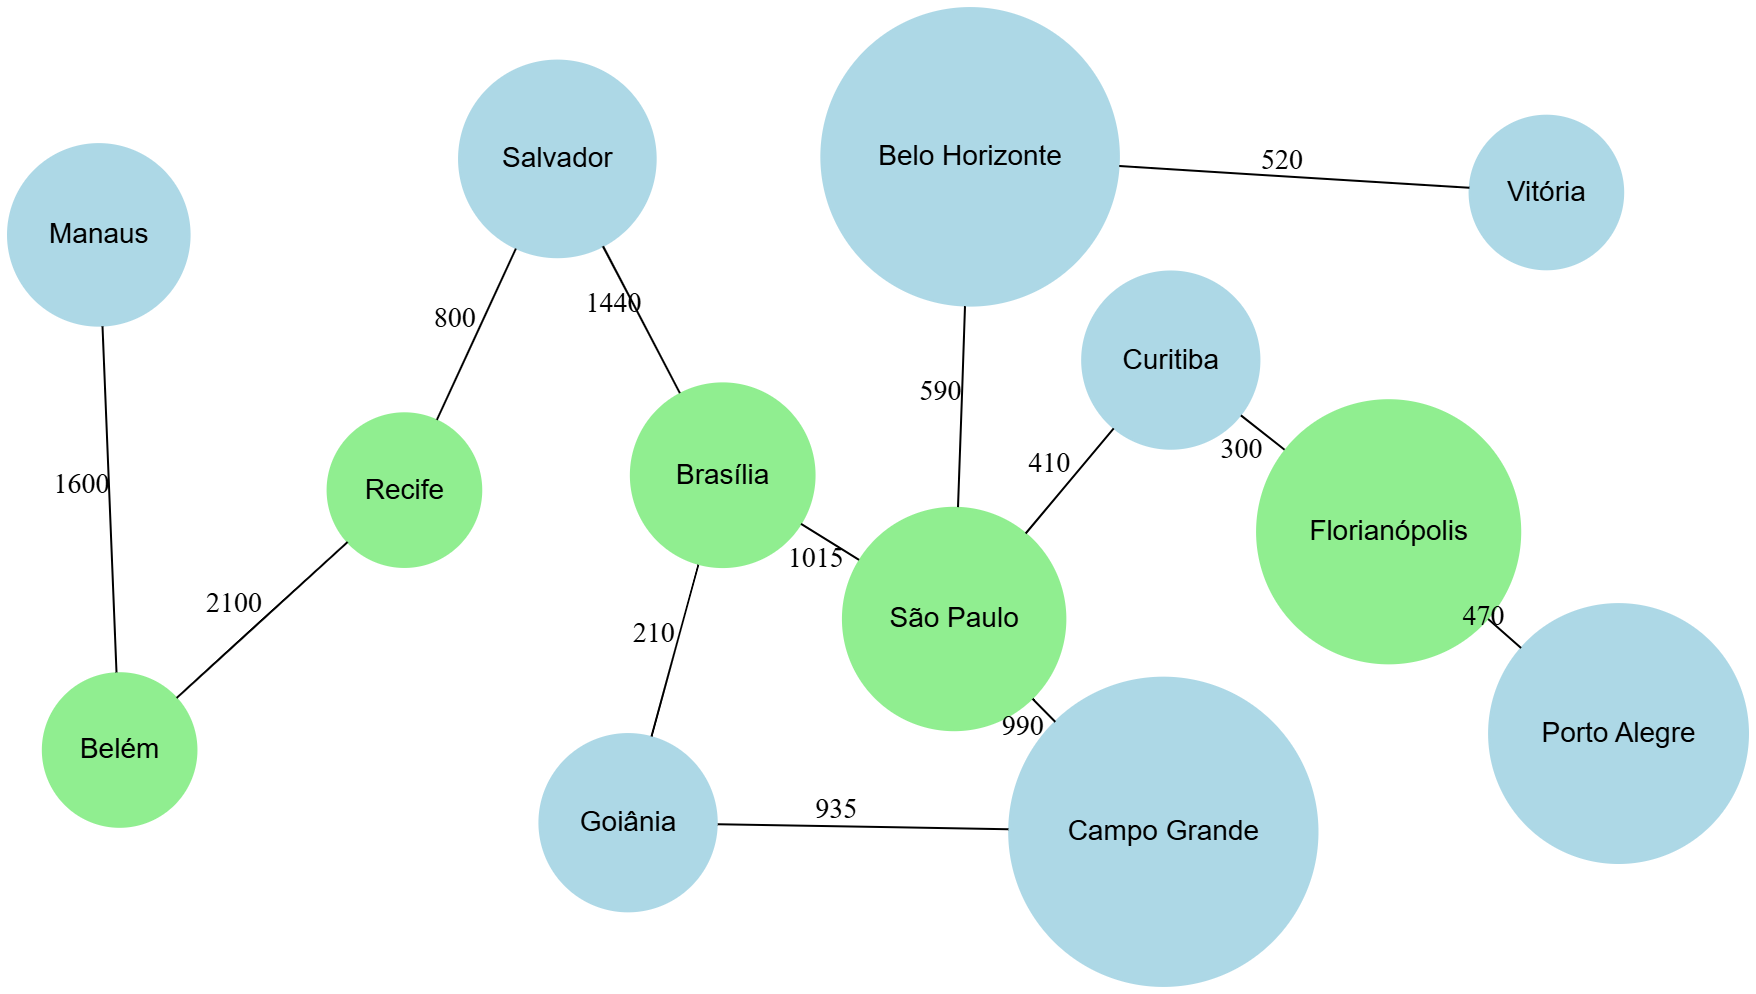 Salvador
Belo Horizonte
520
Vitória
Manaus
800
1440
590
Curitiba
410
300
1600
Recife
Brasília
Florianópolis
1015
2100
210
São Paulo
470
990
Belém
Porto Alegre
Goiânia
935
Campo Grande